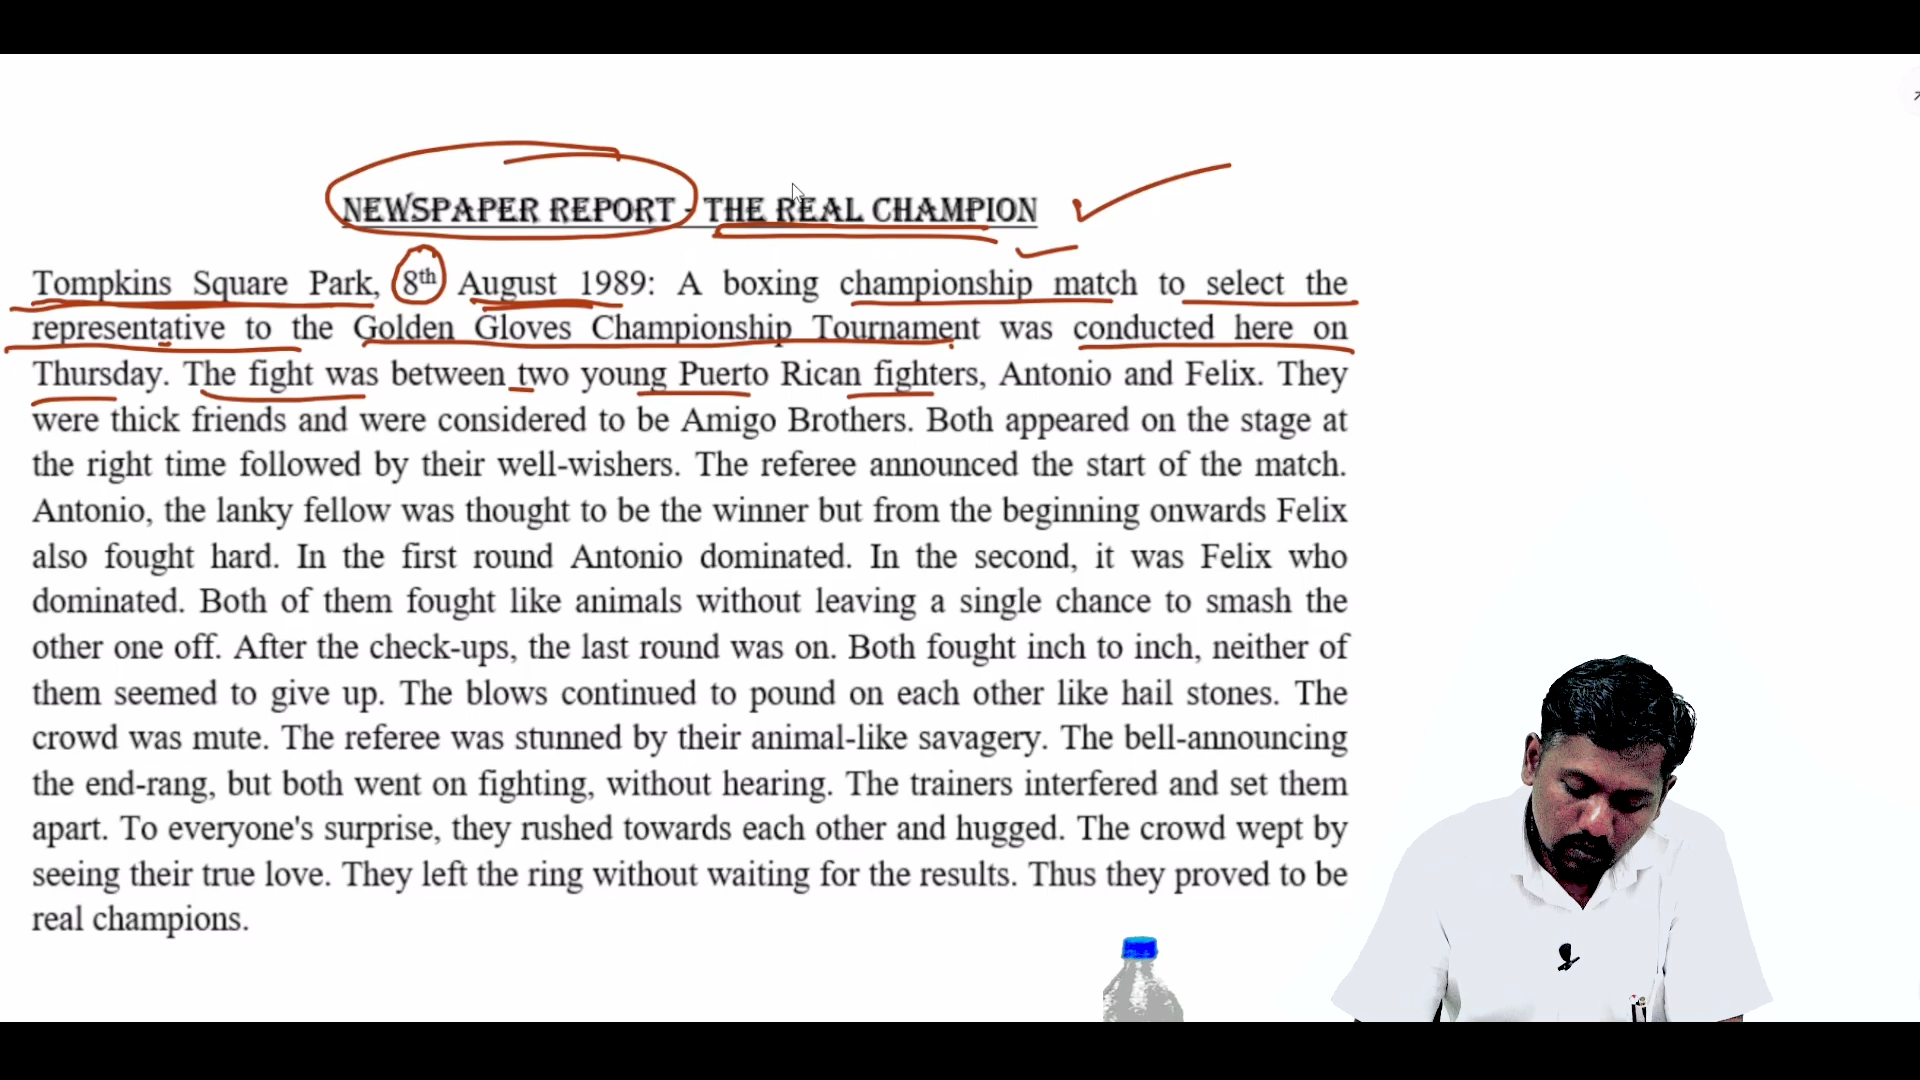 NEWSPAPER REPORT - THE REAL CHAMPION
Tompkins Square Park, 8th August 1989: A boxing championship match to select the
representative to the Golden Gloves Championship Tournament was conducted here on
Thursday. The fight was between two young Puerto Rican fighters, Antonio and Felix. They
were thick friends and were considered to be Amigo Brothers. Both appeared on the stage at
the right time followed by their well-wishers. The referee announced the start of the match.
Antonio, the lanky fellow was thought to be the winner but from the beginning onwards Felix
also fought hard. In the first round Antonio dominated. In the second, it was Felix who
dominated. Both of them fought like animals without leaving a single chance to smash the
other one off. After the check-ups, the last round was on. Both fought inch to inch, neither of
them seemed to give up. The blows continued to pound on each other like hail stones. The
crowd was mute. The referee was stunned by their animal-like savagery. The bell-announcing
the end-rang, but both went on fighting, without hearing. The trainers interfered and set them
apart. To everyone's surprise, they rushed towards each other and hugged. The crowd wept by
seeing their true love. They left the ring without waiting for the results. Thus they proved to be
real champions.